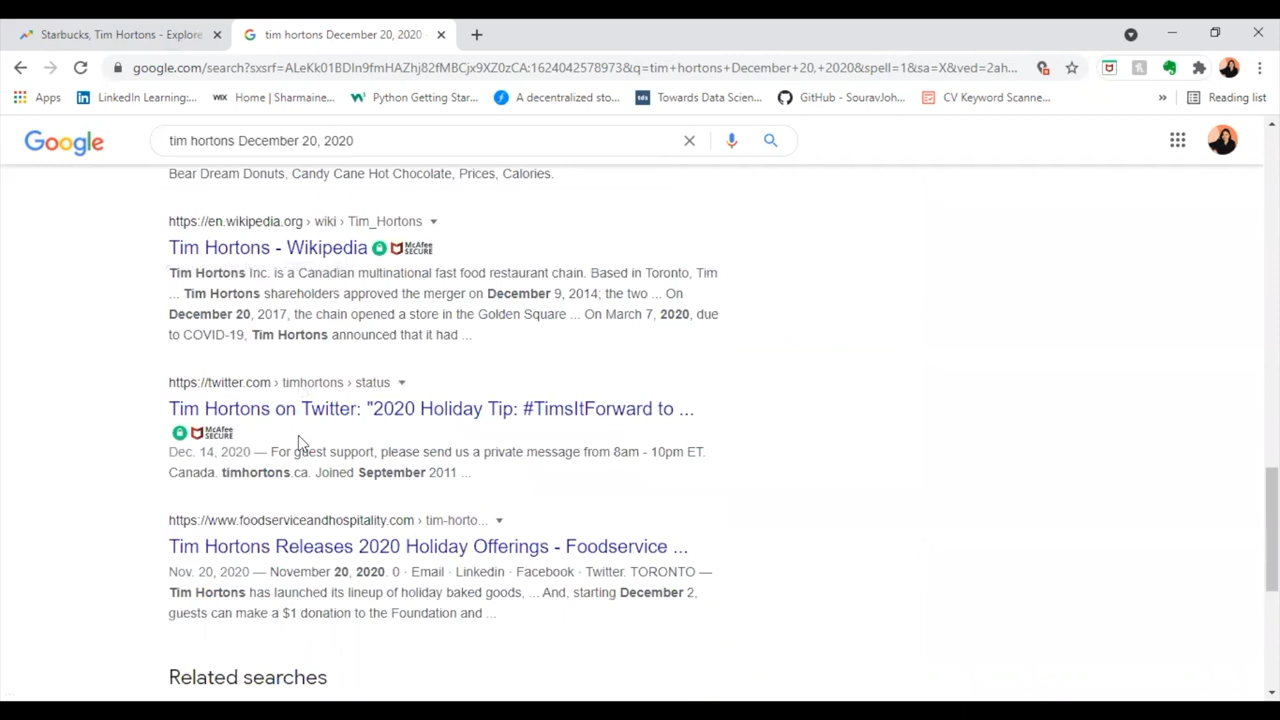 Starbucks, Tim Hortons - Explore
tim hortons December 20, 2020 -
google.com/search?sxsrf=ALeKk01BDIn9fmHAZhj82fMBCjx9XZ0zCA:1624042578973&q=tim+hortons+December+20,+2020&spell=1&sa=X&ved=2ah...
Apps LinkedIn Learning:... WIX Home | Sharmaine... Python Getting Star... A decentralized sto... tds Towards Data Scien... GitHub - SouravJoh... CV Keyword Scanne... » Reading list
Google tim hortons December 20, 2020
Bear Dream Donuts, Candy Cane Hot Chocolate, Prices, Calories.
https://en.wikipedia.org › wiki › Tim_Hortons
Tim Hortons - Wikipedia McAfee SECURE
Tim Hortons Inc. is a Canadian multinational fast food restaurant chain. Based in Toronto, Tim
... Tim Hortons shareholders approved the merger on December 9, 2014; the two ... On
December 20, 2017, the chain opened a store in the Golden Square ... On March 7, 2020, due
to COVID-19, Tim Hortons announced that it had ...
https://twitter.com › timhortons › status
Tim Hortons on Twitter: "2020 Holiday Tip: #TimsItForward to ...
McAfee SECURE
Dec. 14, 2020 — For guest support, please send us a private message from 8am - 10pm ET.
Canada. timhortons.ca. Joined September 2011 ...
https://www.foodserviceandhospitality.com › tim-horto...
Tim Hortons Releases 2020 Holiday Offerings - Foodservice ...
Nov. 20, 2020 — November 20, 2020. 0 · Email · Linkedin · Facebook · Twitter. TORONTO —
Tim Hortons has launched its lineup of holiday baked goods, ... And, starting December 2,
guests can make a $1 donation to the Foundation and ...
Related searches